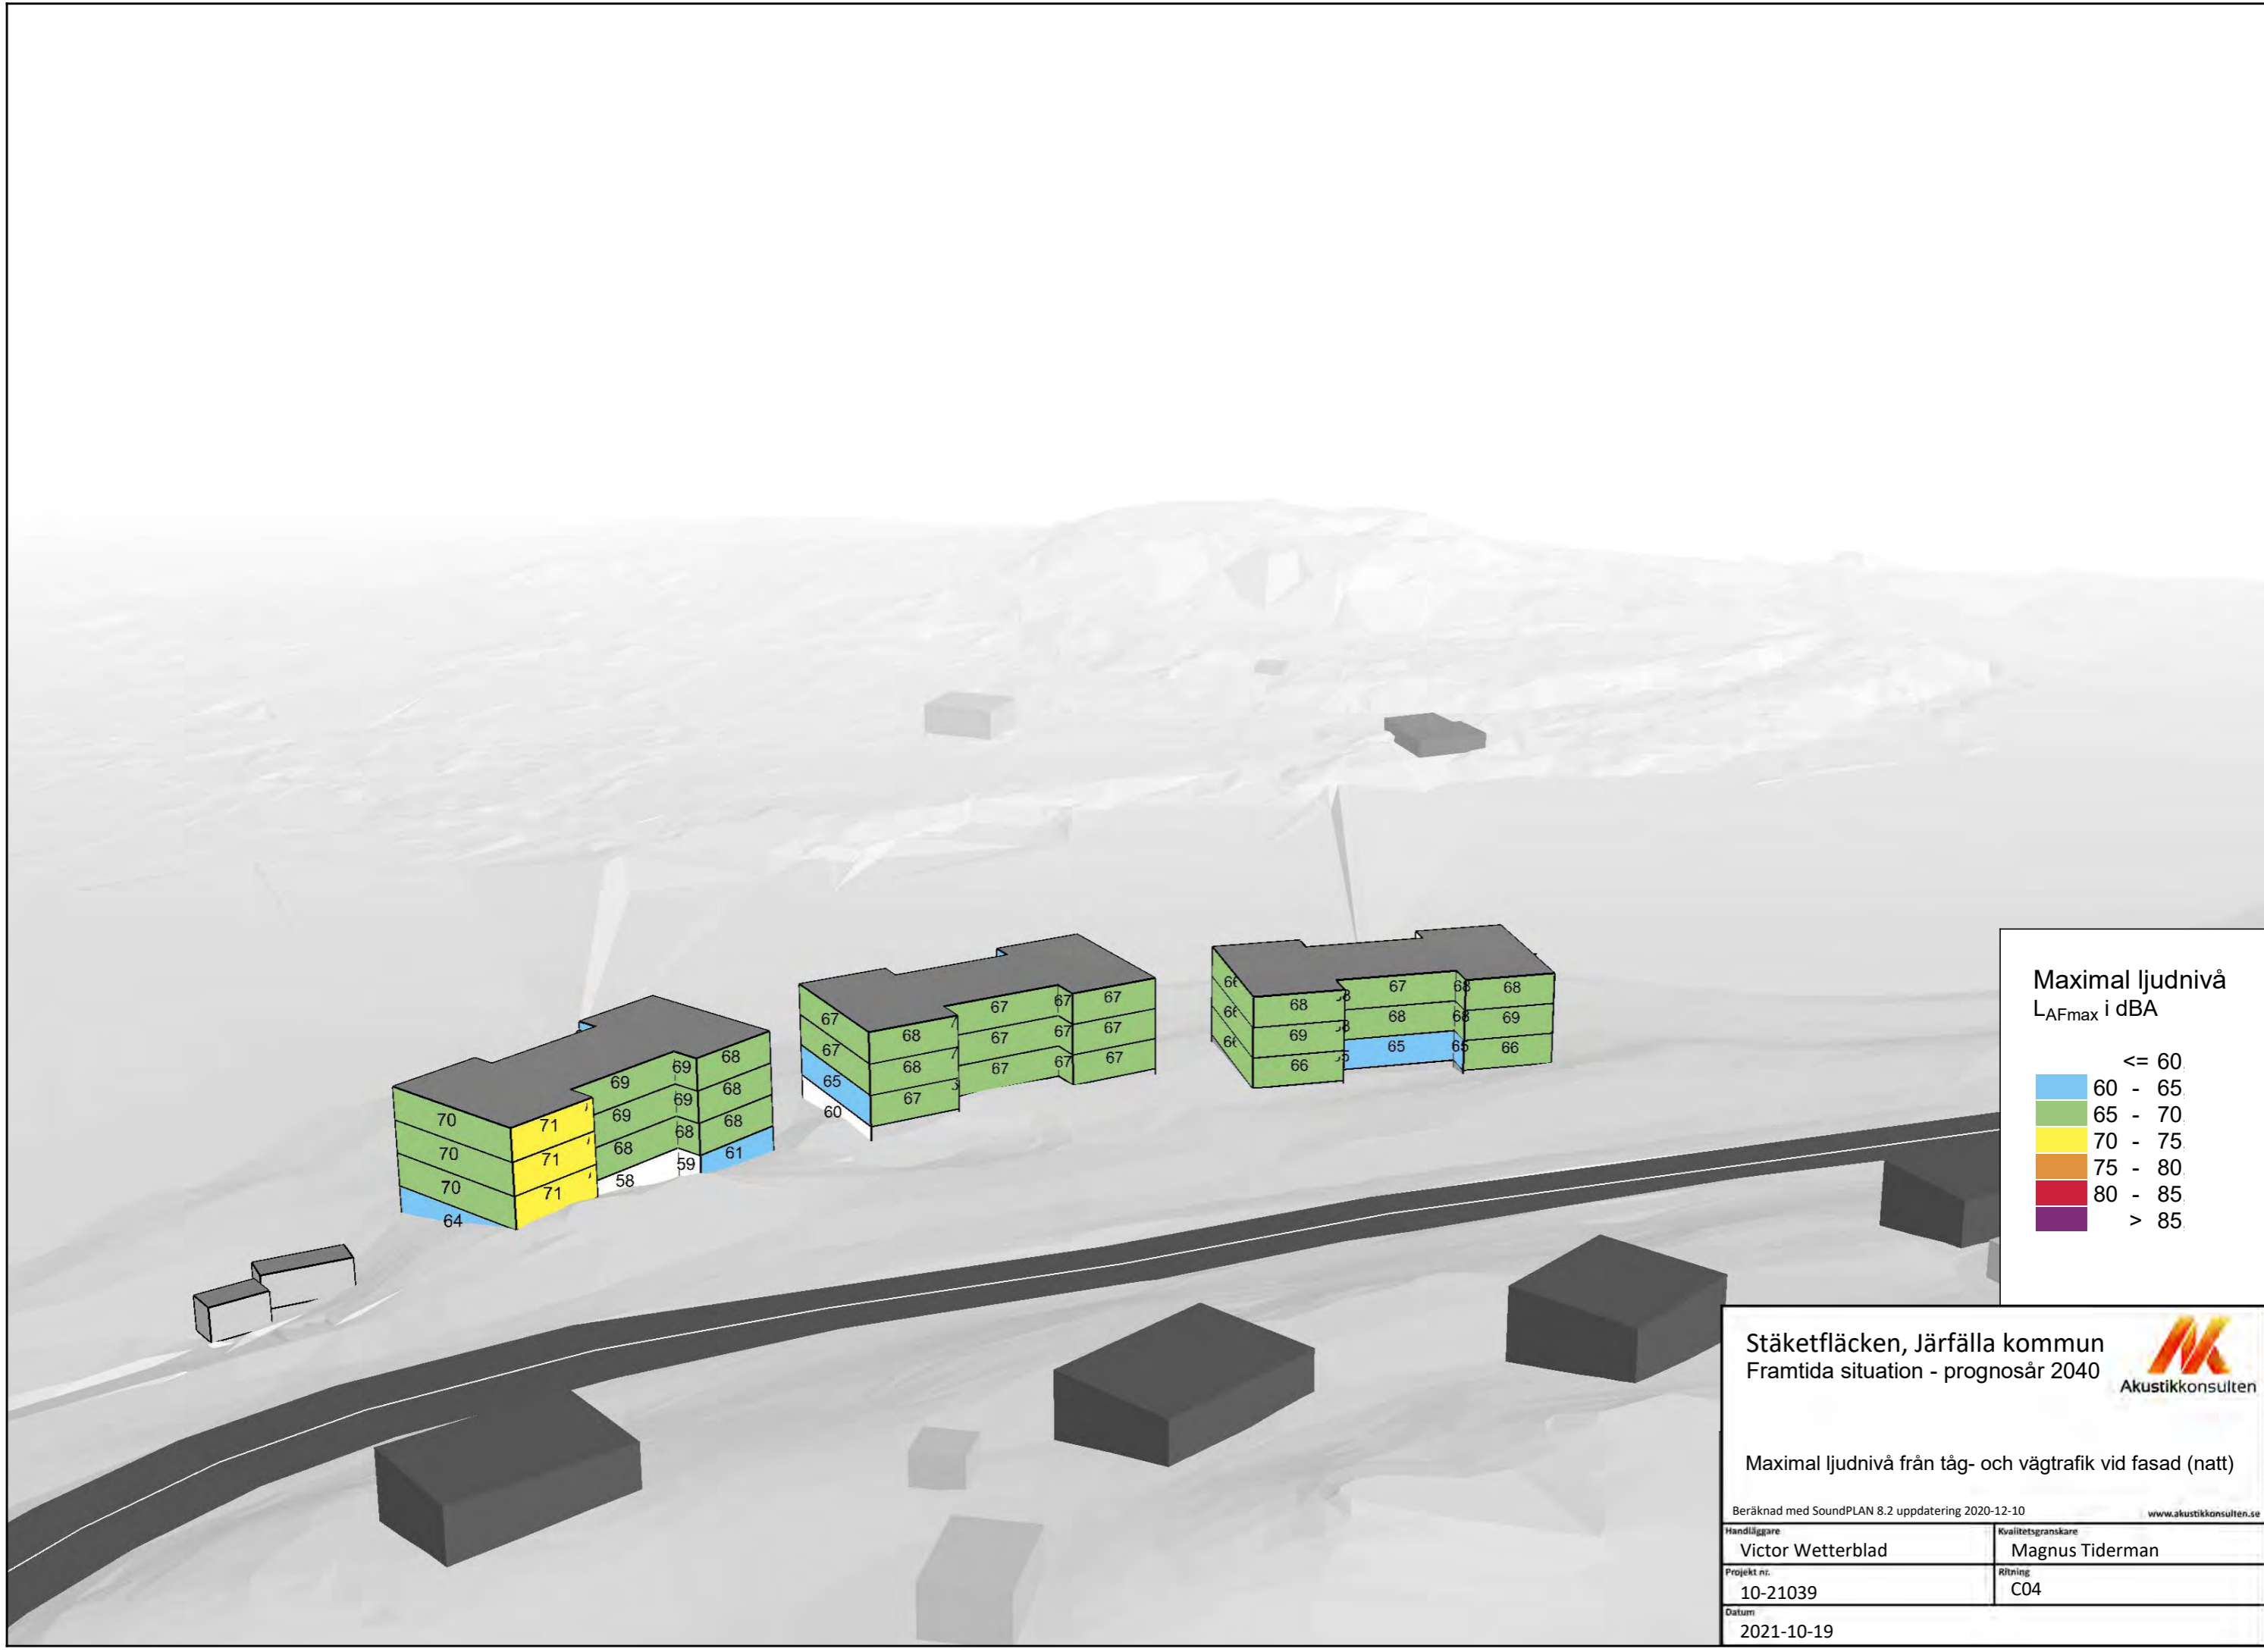 70
70
70
64
71
71
71
69
69
68
58
69
69
68
59
68
68
68
61
67
67
65
60
68
68
67
67
67
67
67
67
67
67
67
67
68
69
66
67
68
65
68
68
65
68
69
66
Maximal ljudnivå
LAFmax i dBA
<= 60
60 - 65
65 - 70
70 - 75
75 - 80
80 - 85
> 85
Stäketfläcken, Järfälla kommun
Framtida situation - prognosår 2040
Akustikkonsulten
Maximal ljudnivå från tåg- och vägtrafik vid fasad (natt)
Beräknad med SoundPLAN 8.2 uppdatering 2020-12-10
www.akustikkonsulten.se
Handläggare
Victor Wetterblad
Kvalitetsgranskare
Magnus Tiderman
Projekt nr.
10-21039
Ritning
C04
Datum
2021-10-19